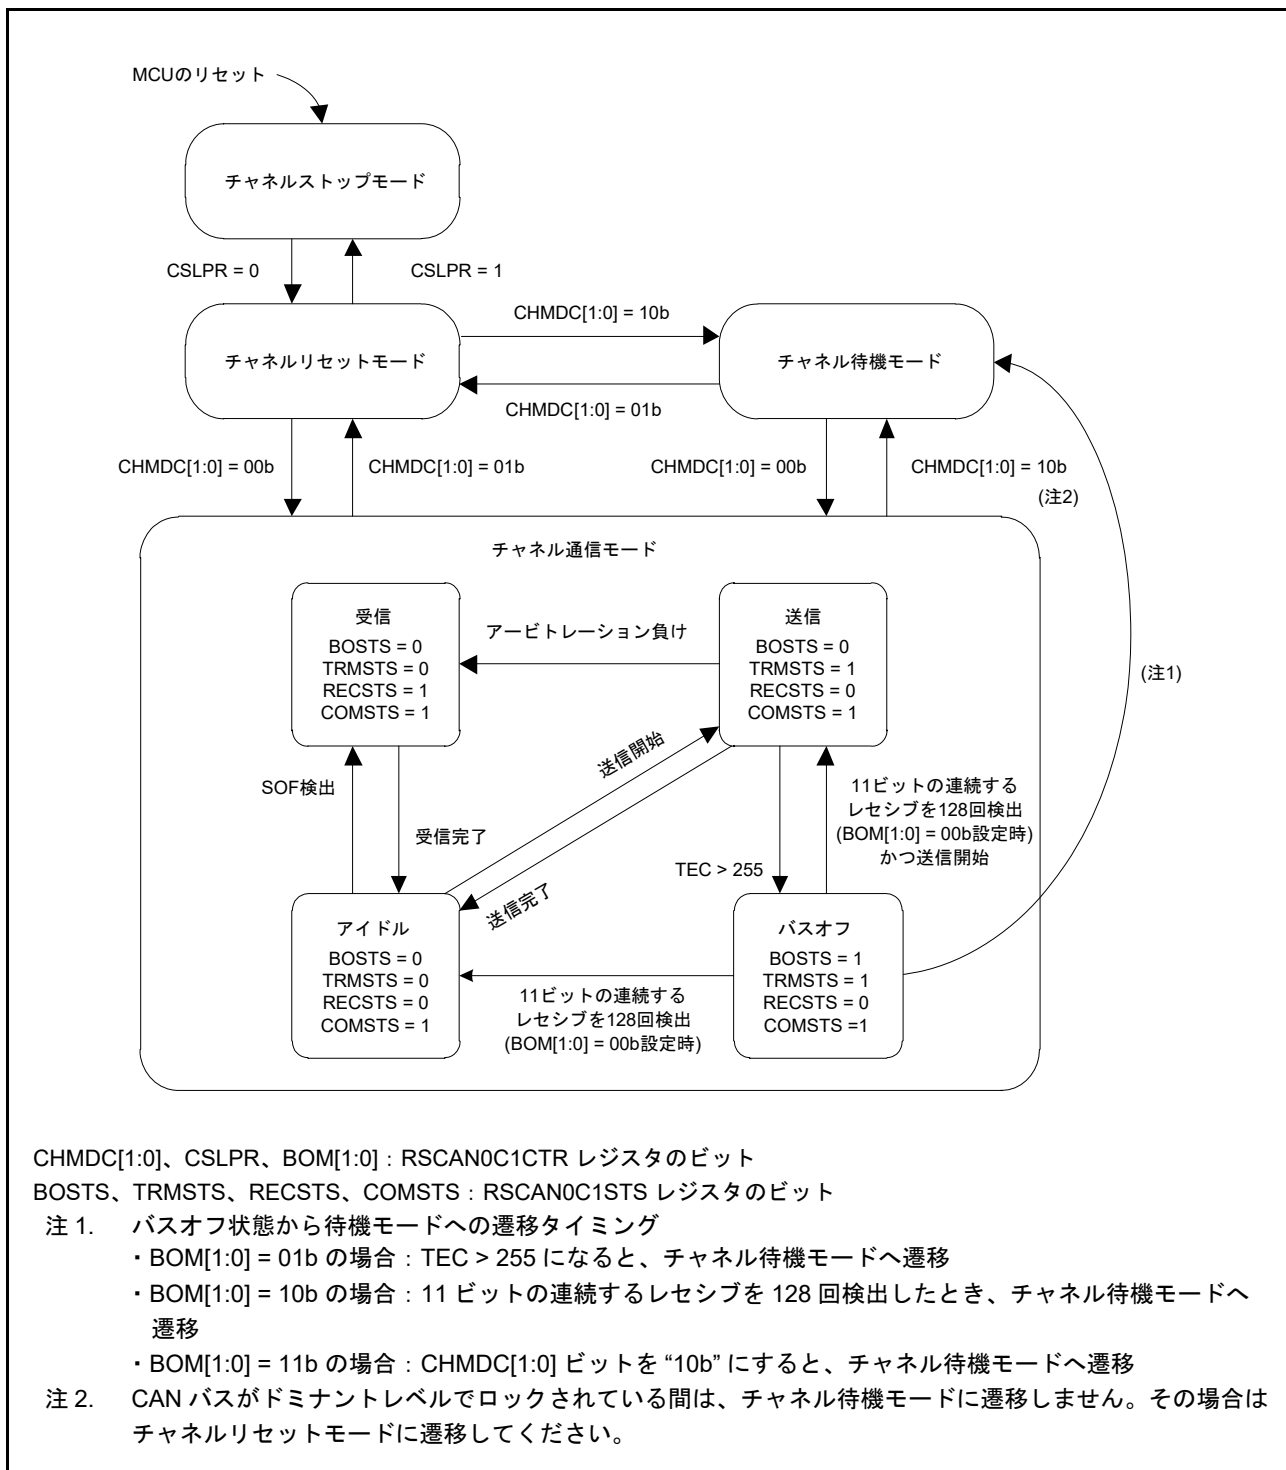 MCUのリセット
チャネルストップモード
CSLPR = 0
CSLPR = 1
CHMDC[1:0] = 10b
チャネルリセットモード
チャネル待機モード
CHMDC[1:0] = 01b
CHMDC[1:0] = 00b
CHMDC[1:0] = 01b
CHMDC[1:0] = 00b
CHMDC[1:0] = 10b
(注2)
チャネル通信モード
受信
BOSTS = 0
TRMSTS = 0
RECSTS = 1
COMSTS = 1
アービトレーション負け
送信
BOSTS = 0
TRMSTS = 1
RECSTS = 0
COMSTS = 1
(注1)
SOF検出
受信完了
送信開始
送信完了
TEC > 255
11ビットの連続する
レセシブを128回検出
(BOM[1:0] = 00b設定時)
かつ送信開始
アイドル
BOSTS = 0
TRMSTS = 0
RECSTS = 0
COMSTS = 1
11ビットの連続する
レセシブを128回検出
(BOM[1:0] = 00b設定時)
バスオフ
BOSTS = 1
TRMSTS = 1
RECSTS = 0
COMSTS =1
CHMDC[1:0]、CSLPR、BOM[1:0]：RSCAN0C1CTR レジスタのビット
BOSTS、TRMSTS、RECSTS、COMSTS：RSCAN0C1STS レジスタのビット
注 1. バスオフ状態から待機モードへの遷移タイミング
・BOM[1:0] = 01b の場合：TEC > 255 になると、チャネル待機モードへ遷移
・BOM[1:0] = 10b の場合：11 ビットの連続するレセシブを 128 回検出したとき、チャネル待機モードへ
遷移
・BOM[1:0] = 11b の場合：CHMDC[1:0] ビットを “10b” にすると、チャネル待機モードへ遷移
注 2. CAN バスがドミナントレベルでロックされている間は、チャネル待機モードに遷移しません。その場合は
チャネルリセットモードに遷移してください。